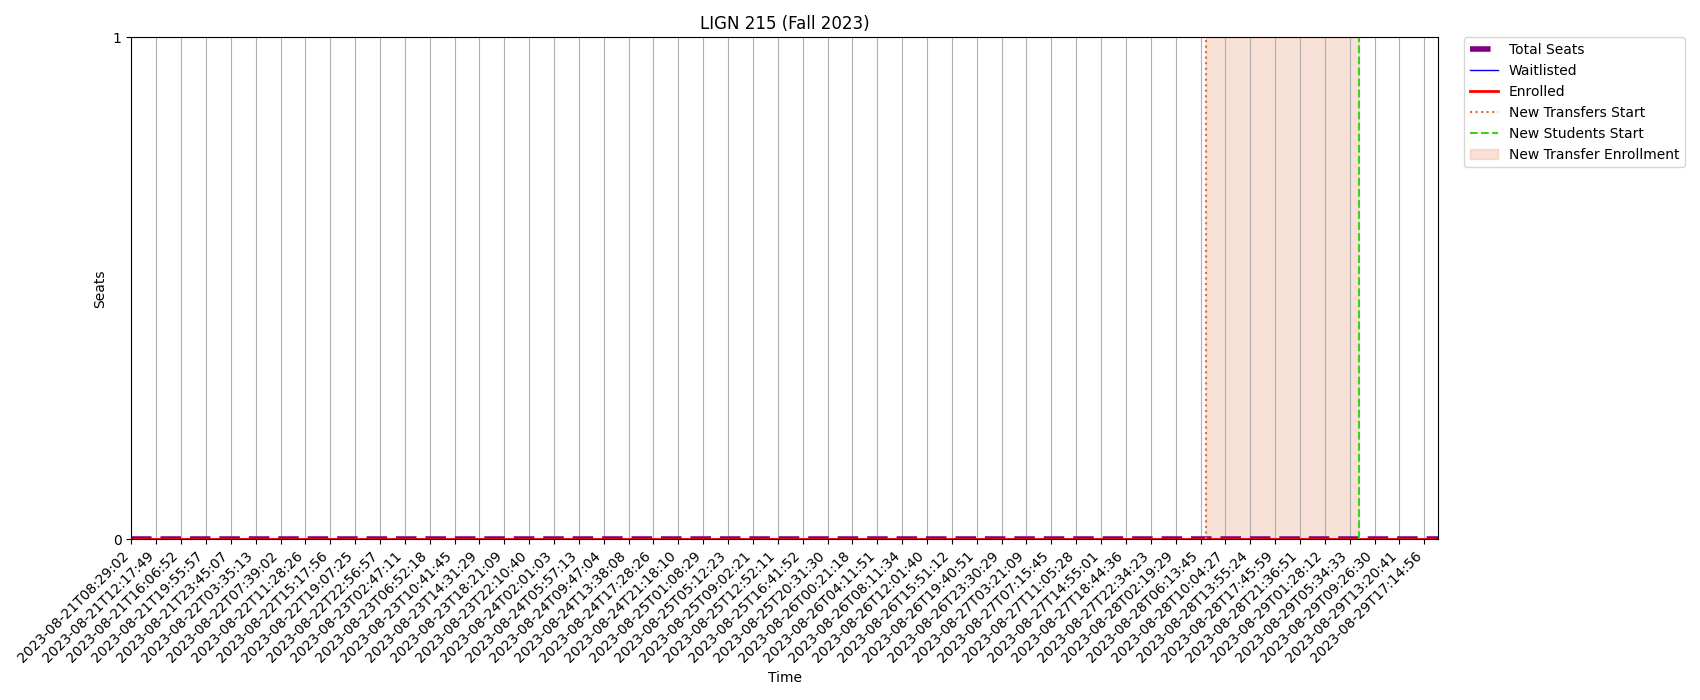 LIGN 215 (Fall 2023)
1
0
Seats
Total Seats
Waitlisted
Enrolled
New Transfers Start
New Students Start
New Transfer Enrollment
2023-08-21T08:29:02
2023-08-21T12:17:49
2023-08-21T16:06:52
2023-08-21T19:55:57
2023-08-21T23:45:07
2023-08-22T03:35:13
2023-08-22T07:39:02
2023-08-22T11:28:26
2023-08-22T15:17:56
2023-08-22T19:07:25
2023-08-22T22:56:57
2023-08-23T02:47:11
2023-08-23T06:52:18
2023-08-23T10:41:45
2023-08-23T14:31:29
2023-08-23T18:21:09
2023-08-23T22:10:40
2023-08-24T02:01:03
2023-08-24T05:57:13
2023-08-24T09:47:04
2023-08-24T13:38:08
2023-08-24T17:28:26
2023-08-24T21:18:10
2023-08-25T01:08:29
2023-08-25T05:12:23
2023-08-25T09:02:21
2023-08-25T12:52:11
2023-08-25T16:41:52
2023-08-25T20:31:30
2023-08-26T00:21:18
2023-08-26T04:11:51
2023-08-26T08:11:34
2023-08-26T12:01:40
2023-08-26T15:51:12
2023-08-26T19:40:51
2023-08-26T23:30:29
2023-08-27T03:21:09
2023-08-27T07:15:45
2023-08-27T11:05:28
2023-08-27T14:55:01
2023-08-27T18:44:36
2023-08-27T22:34:23
2023-08-28T02:19:29
2023-08-28T06:13:45
2023-08-28T10:04:27
2023-08-28T13:55:24
2023-08-28T17:45:59
2023-08-28T21:36:51
2023-08-29T01:28:12
2023-08-29T05:34:33
2023-08-29T09:26:30
2023-08-29T13:20:41
2023-08-29T17:14:56
Time